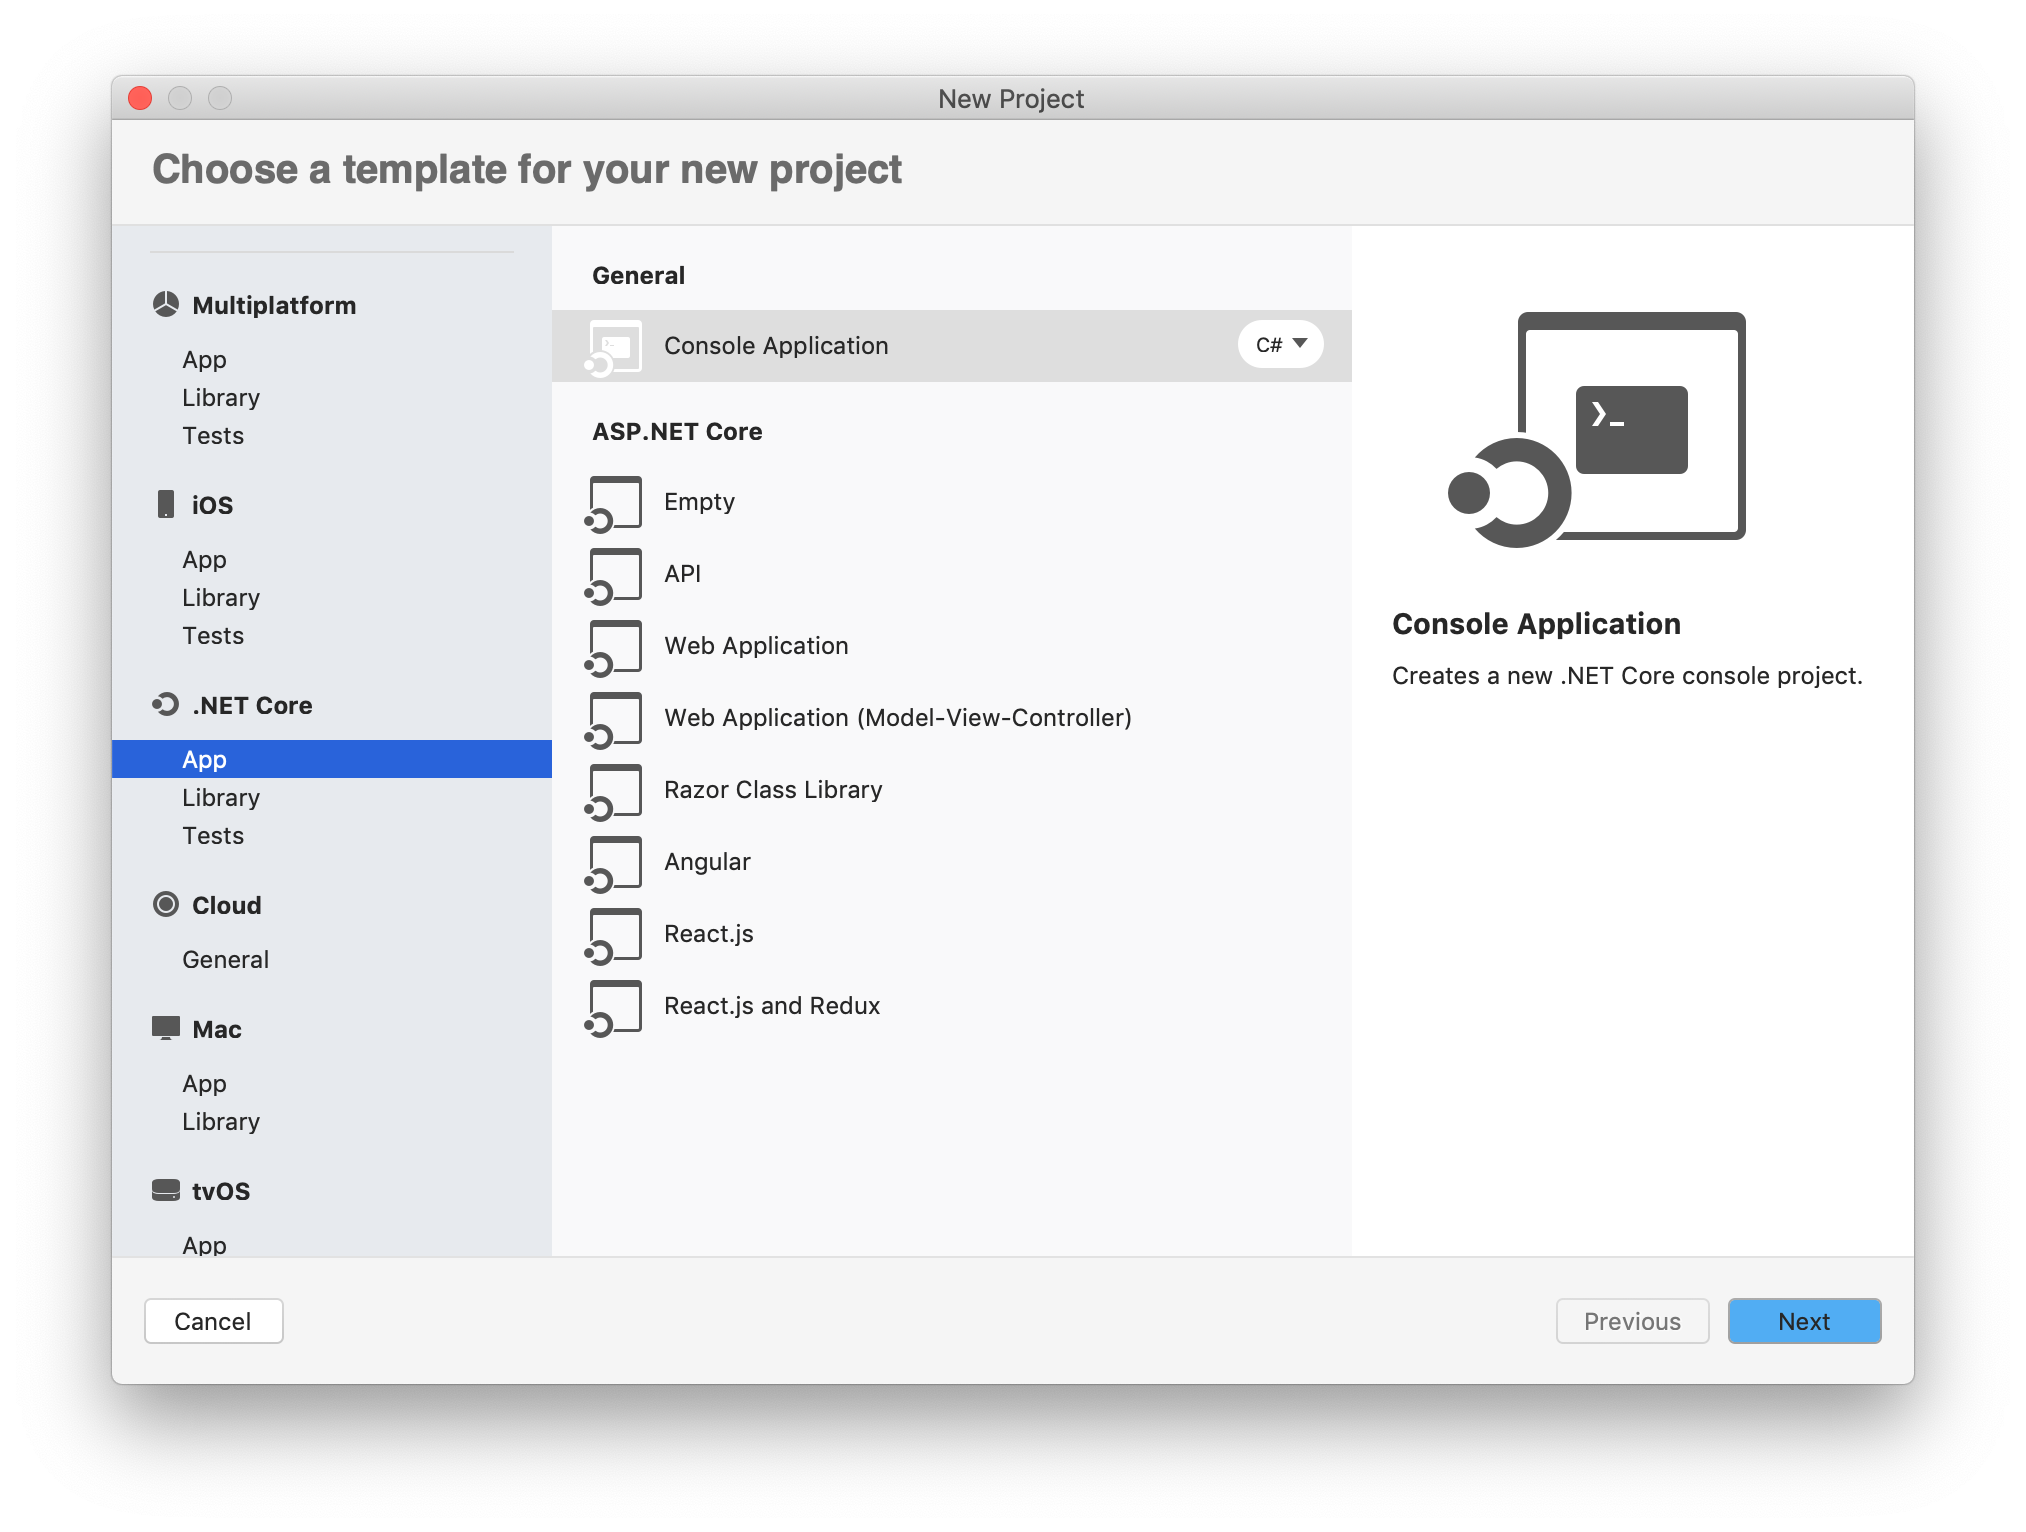 New Project
Choose a template for your new project
Multiplatform
App
Library
Tests
iOS
App
Library
Tests
.NET Core
App
Library
Tests
Cloud
General
Mac
App
Library
tvOS
App
General
Console Application
C#
ASP.NET Core
Empty
API
Web Application
Web Application (Model-View-Controller)
Razor Class Library
Angular
React.js
React.js and Redux
Console Application
Creates a new .NET Core console project.
Cancel
Previous
Next